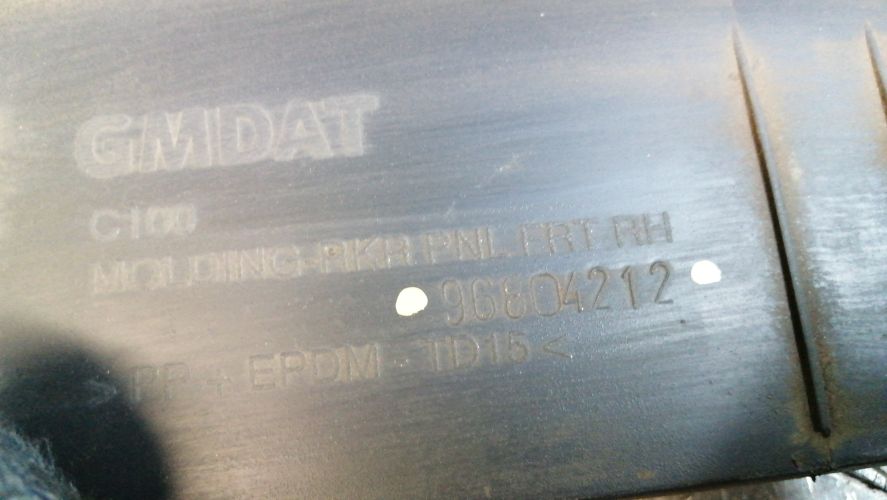 GMDAT
C100
MOLDING-RKR PNL FRT RH
96804212
>PP + EPDM - TD15<